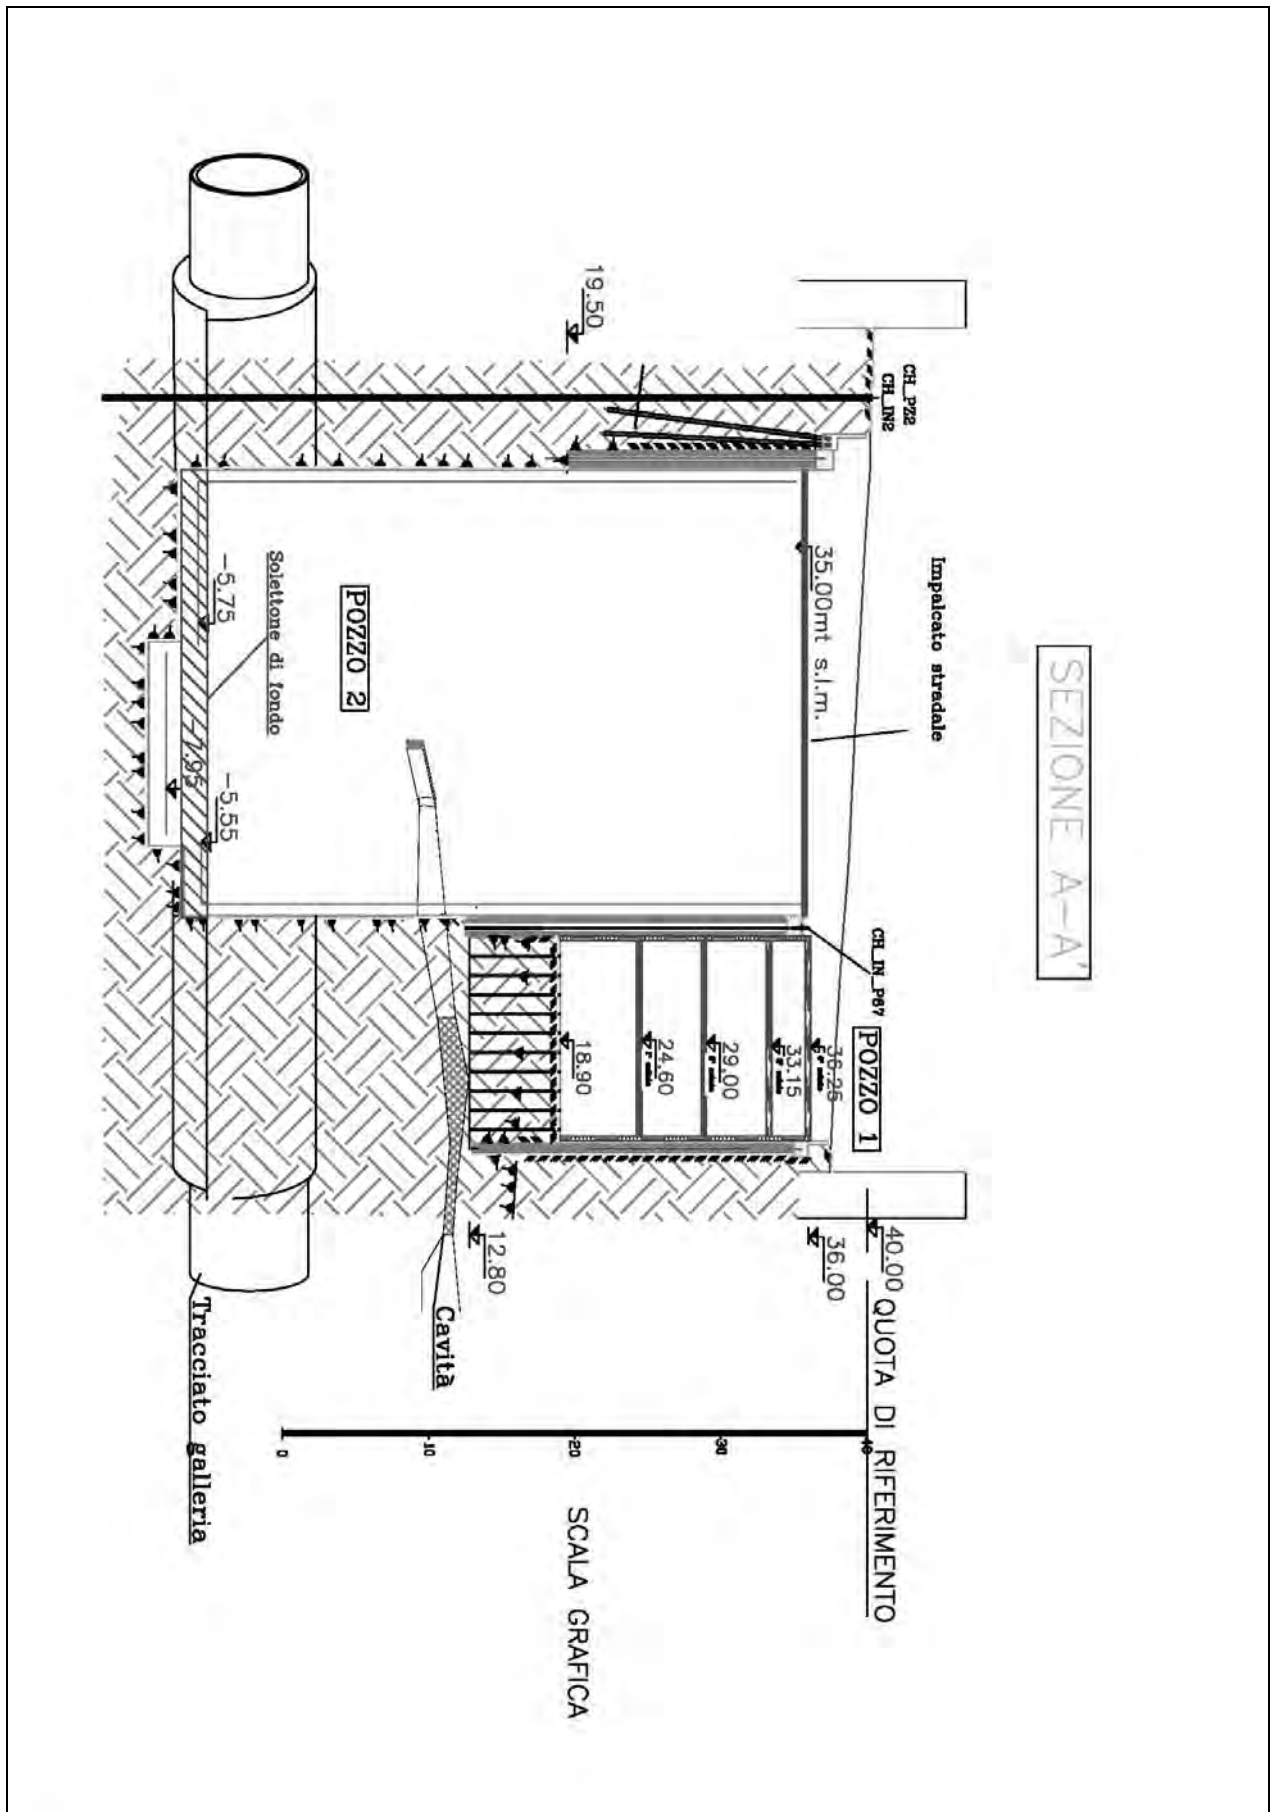 SEZIONE A-A'
40.00 QUOTA DI RIFERIMENTO
CH_PZ2
CH_IN2
Impalcato stradale
CH_IN_P67
POZZO 1
36.25
36.00
35.00mt s.l.m.
33.15
29.00
24.60
19.50
18.90
12.80
SCALA GRAFICA
40
30
20
10
0
POZZO 2
Cavità
Solettone di fondo
-5.75
-5.55
-7.95
Tracciato galleria